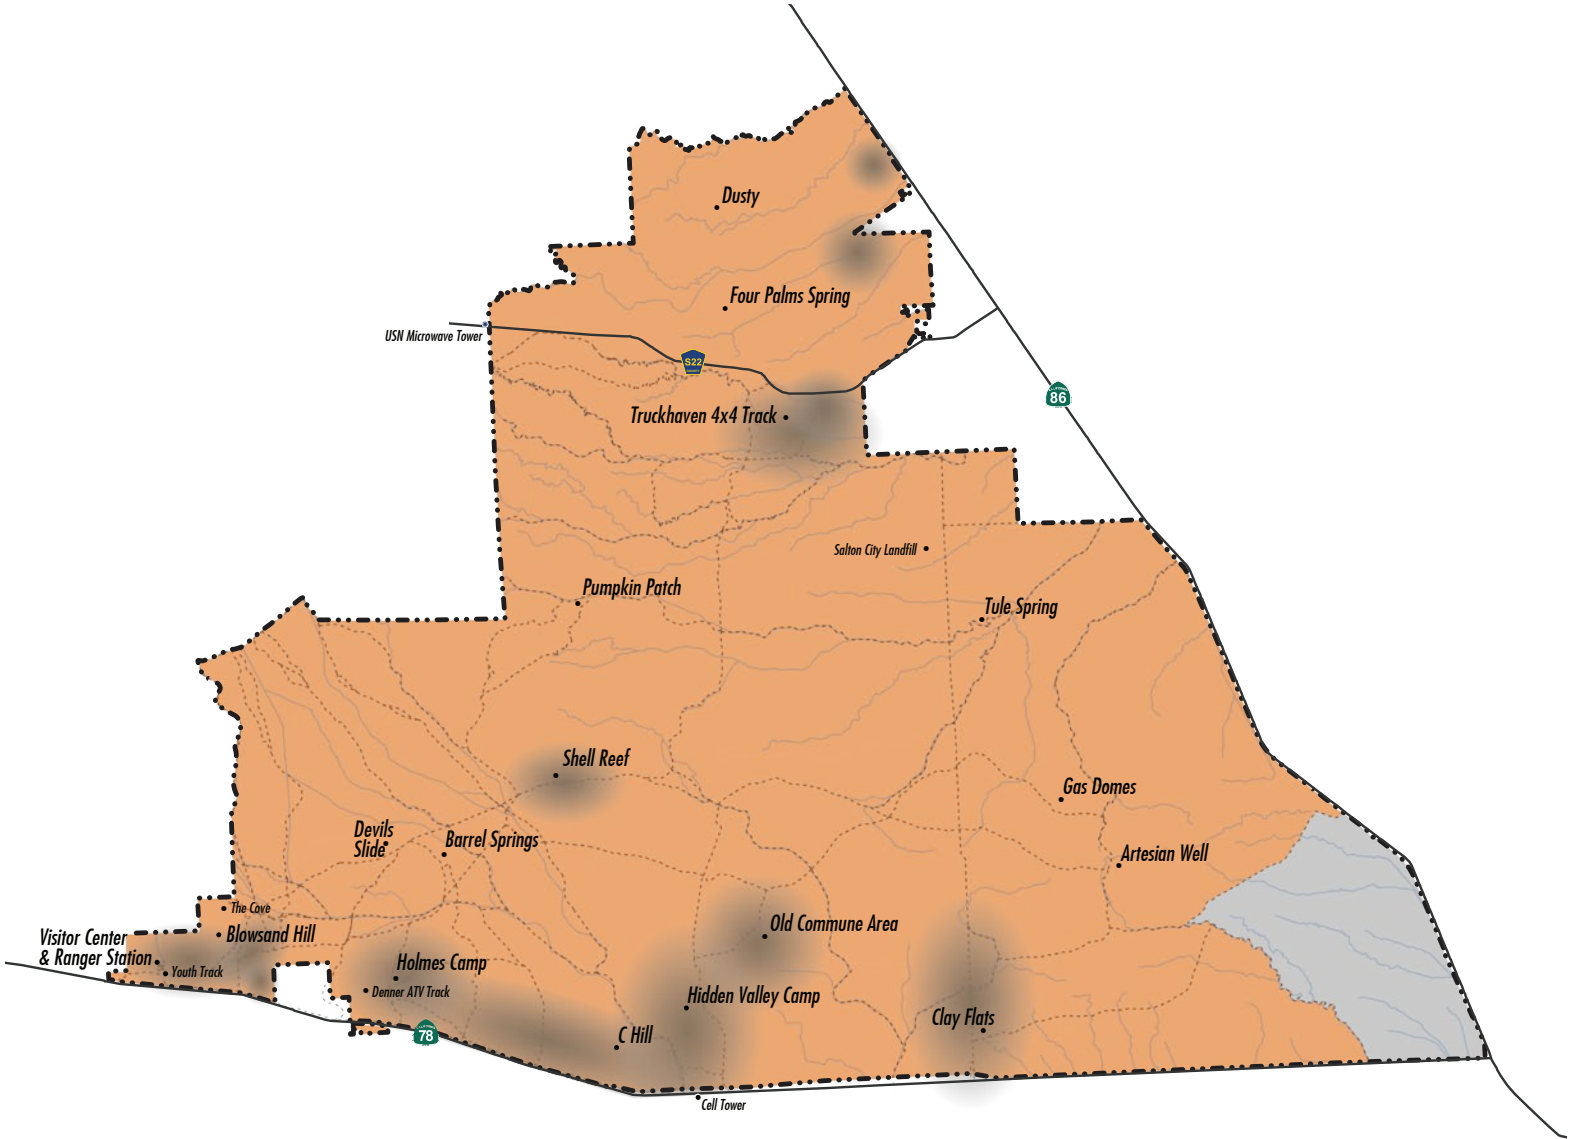 Dusty
Four Palms Spring
USN Microwave Tower
S22
86
Truckhaven 4x4 Track
Salton City Landfill
Pumpkin Patch
Tule Spring
Shell Reef
Gas Domes
Devils
Slide
Barrel Springs
Artesian Well
The Cove
Old Commune Area
Blowsand Hill
Visitor Center
& Ranger Station
Youth Track
Holmes Camp
Denner ATV Track
Hidden Valley Camp
Clay Flats
C Hill
78
Cell Tower